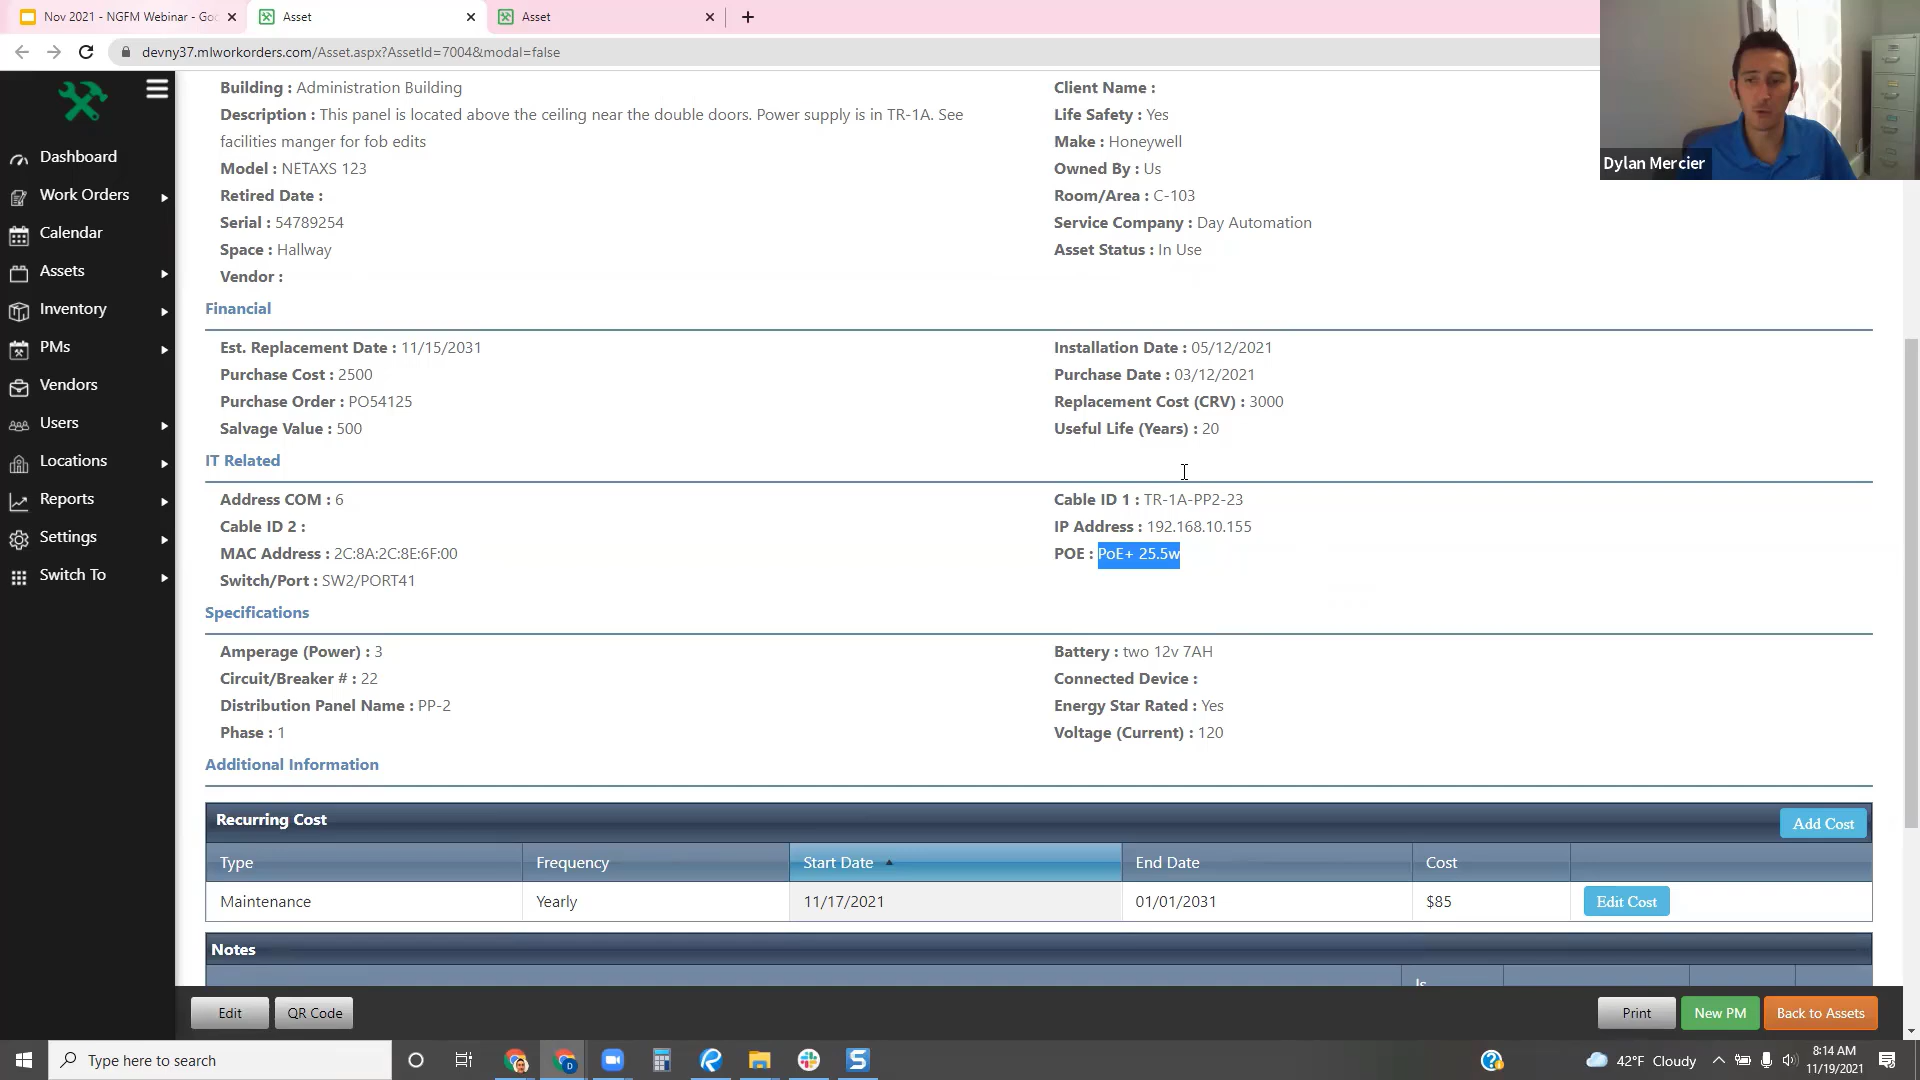 Nov 2021 - NGFM Webinar - Goo
Asset
Asset
devny37.mlworkorders.com/Asset.aspx?AssetId=7004&modal=false
Dylan Mercier
Dashboard
Work Orders
Calendar
Assets
Inventory
PMs
Vendors
Users
Locations
Reports
Settings
Switch To
Building : Administration Building
Client Name :
Description : This panel is located above the ceiling near the double doors. Power supply is in TR-1A. See
facilities manger for fob edits
Life Safety : Yes
Make : Honeywell
Model : NETAXS 123
Owned By : Us
Retired Date :
Room/Area : C-103
Serial : 54789254
Service Company : Day Automation
Space : Hallway
Asset Status : In Use
Vendor :
Financial
Est. Replacement Date : 11/15/2031
Installation Date : 05/12/2021
Purchase Cost : 2500
Purchase Date : 03/12/2021
Purchase Order : PO54125
Replacement Cost (CRV) : 3000
Salvage Value : 500
Useful Life (Years) : 20
IT Related
Address COM : 6
Cable ID 1 : TR-1A-PP2-23
Cable ID 2 :
IP Address : 192.168.10.155
MAC Address : 2C:8A:2C:8E:6F:00
POE : PoE+ 25.5w
Switch/Port : SW2/PORT41
Specifications
Amperage (Power) : 3
Battery : two 12v 7AH
Circuit/Breaker # : 22
Connected Device :
Distribution Panel Name : PP-2
Energy Star Rated : Yes
Phase : 1
Voltage (Current) : 120
Additional Information
Recurring Cost
Add Cost
Type Frequency Start Date End Date Cost
Maintenance Yearly 11/17/2021 01/01/2031 $85 Edit Cost
Notes
Is
Edit
QR Code
Print
New PM
Back to Assets
Type here to search
42°F Cloudy
8:14 AM
11/19/2021